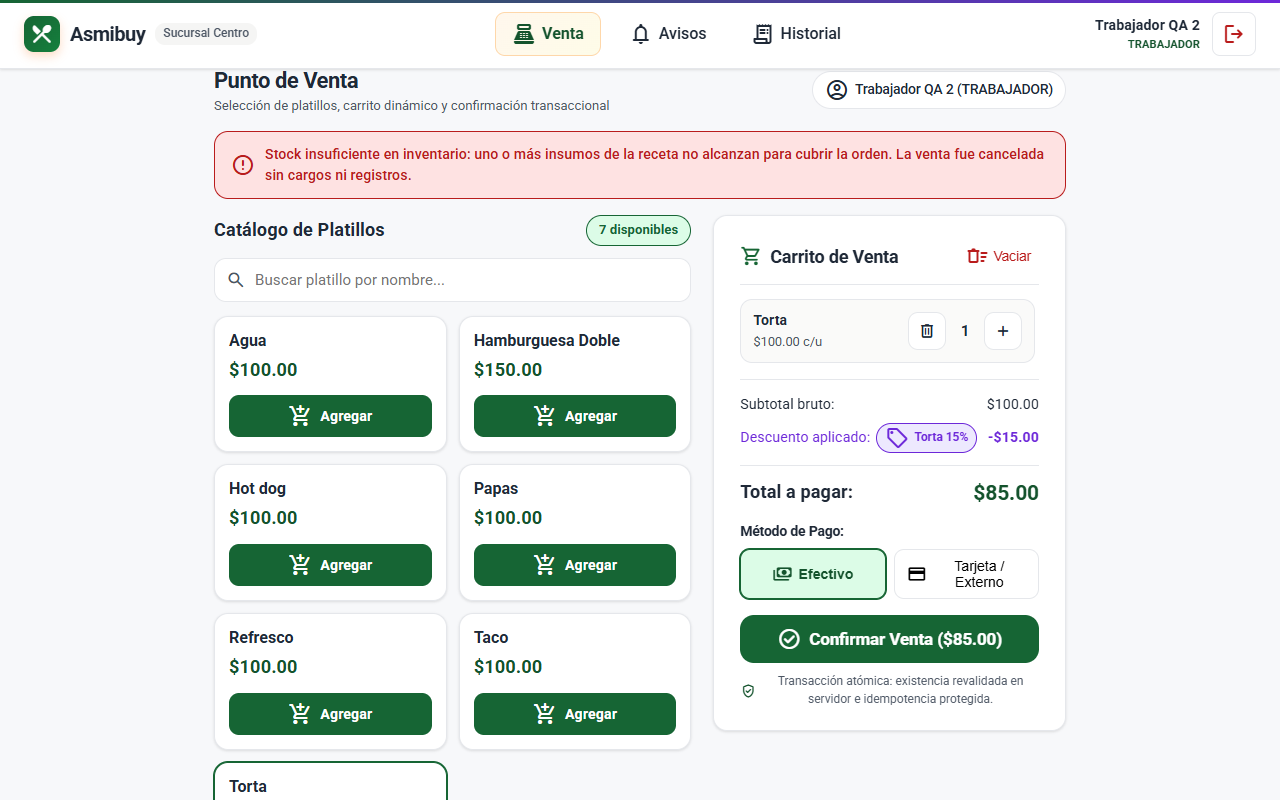 Asmibuy
Sucursal Centro
Venta
Avisos
Historial
Trabajador QA 2
TRABAJADOR
Punto de Venta
Selección de platillos, carrito dinámico y confirmación transaccional
Trabajador QA 2 (TRABAJADOR)
Stock insuficiente en inventario: uno o más insumos de la receta no alcanzan para cubrir la orden. La venta fue cancelada
sin cargos ni registros.
Catálogo de Platillos
7 disponibles
Buscar platillo por nombre...
Agua
$100.00
Agregar
Hamburguesa Doble
$150.00
Agregar
Hot dog
$100.00
Agregar
Papas
$100.00
Agregar
Refresco
$100.00
Agregar
Taco
$100.00
Agregar
Torta
Carrito de Venta
Vaciar
Torta
$100.00 c/u
1
Subtotal bruto:
$100.00
Descuento aplicado:
Torta 15%
-$15.00
Total a pagar:
$85.00
Método de Pago:
Efectivo
Tarjeta /
Externo
Confirmar Venta ($85.00)
Transacción atómica: existencia revalidada en
servidor e idempotencia protegida.